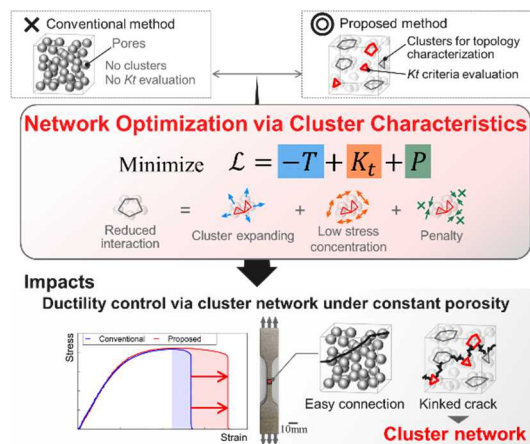 × Conventional method
Pores
No clusters
No Kt evaluation
◎ Proposed method
Clusters for topology
characterization
Kt criteria evaluation
Network Optimization via Cluster Characteristics
Minimize ℒ = −T + K_t + P
Reduced
interaction
=
Cluster expanding
+
Low stress
concentration
+
Penalty
Impacts
Ductility control via cluster network under constant porosity
Conventional Proposed
Stress
Strain
10mm
Easy connection
Kinked crack
Cluster network